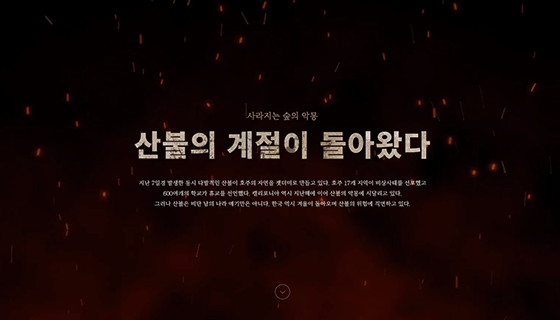 사라지는 숲의 악몽
산불의 계절이 돌아왔다
지난 7일경 발생한 동시 다발적인 산불이 호주의 자연을 잿더미로 만들고 있다. 호주 17개 지역이 비상사태를 선포했고
600여개의 학교가 휴교를 선언했다. 캘리포니아 역시 지난해에 이어 산불의 악몽에 시달리고 있다.
그러나 산불은 비단 남의 나라 얘기만은 아니다. 한국 역시 겨울이 돌아오며 산불의 위험에 직면하고 있다.